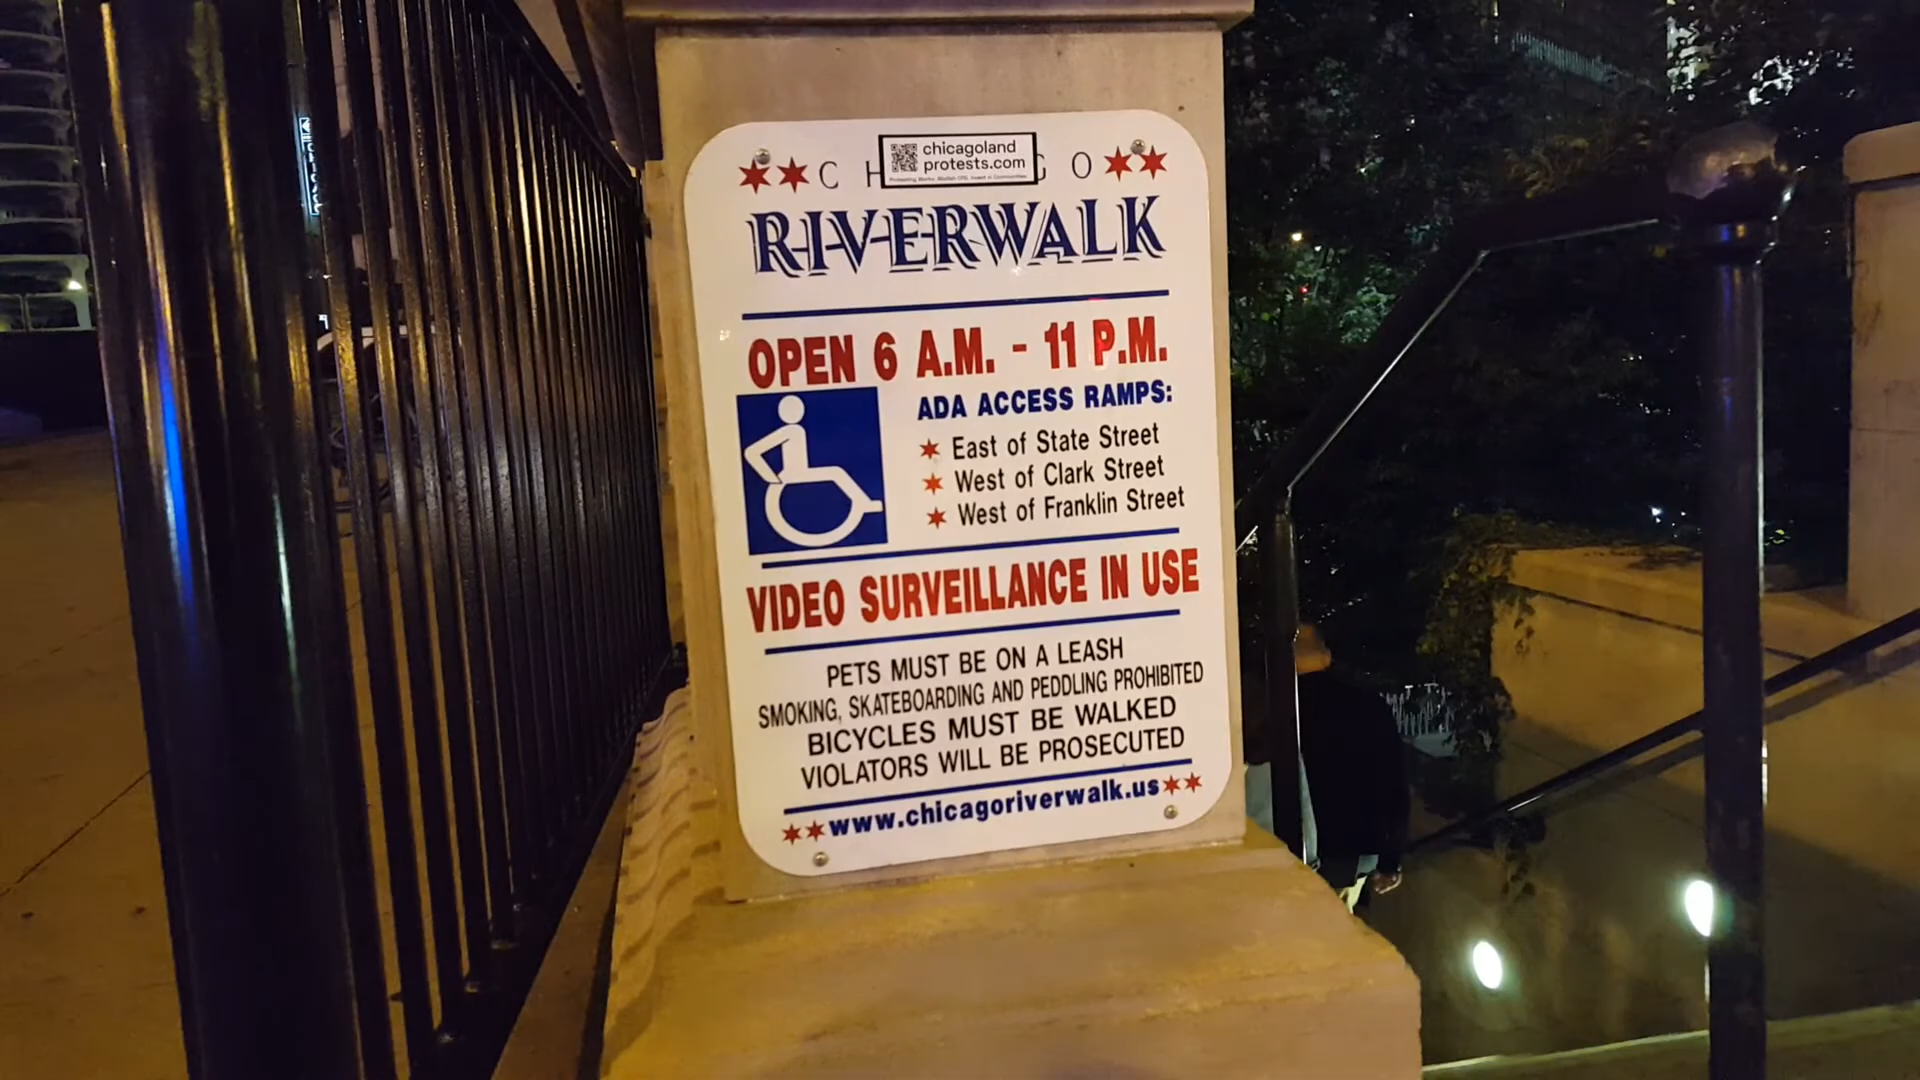 chicagoland
protests.com
C H G O
RIVERWALK
OPEN 6 A.M. - 11 P.M.
ADA ACCESS RAMPS:
East of State Street
West of Clark Street
West of Franklin Street
VIDEO SURVEILLANCE IN USE
PETS MUST BE ON A LEASH
SMOKING, SKATEBOARDING AND PEDDLING PROHIBITED
BICYCLES MUST BE WALKED
VIOLATORS WILL BE PROSECUTED
www.chicagoriverwalk.us